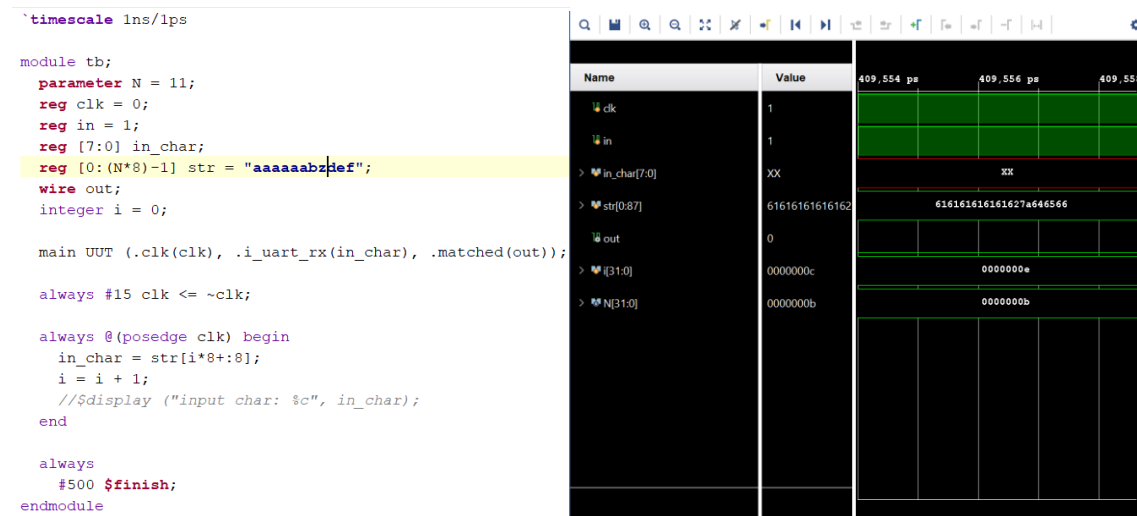 `timescale 1ns/1ps
module tb;
parameter N = 11;
reg clk = 0;
reg in = 1;
reg [7:0] in_char;
reg [0:(N*8)-1] str = "aaaaaabzdef";
wire out;
integer i = 0;
main UUT (.clk(clk), .i_uart_rx(in_char), .matched(out));
always #15 clk <= ~clk;
always @(posedge clk) begin
in_char = str[i*8+:8];
i = i + 1;
//$display ("input char: %c", in_char);
end
always
#500 $finish;
endmodule
Name Value 409,554 ps 409,556 ps 409,55
clk 1
in 1
in_char[7:0] XX XX
str[0:87] 61616161616162 616161616161627a646566
out 0
i[31:0] 0000000c 0000000e
N[31:0] 0000000b 0000000b